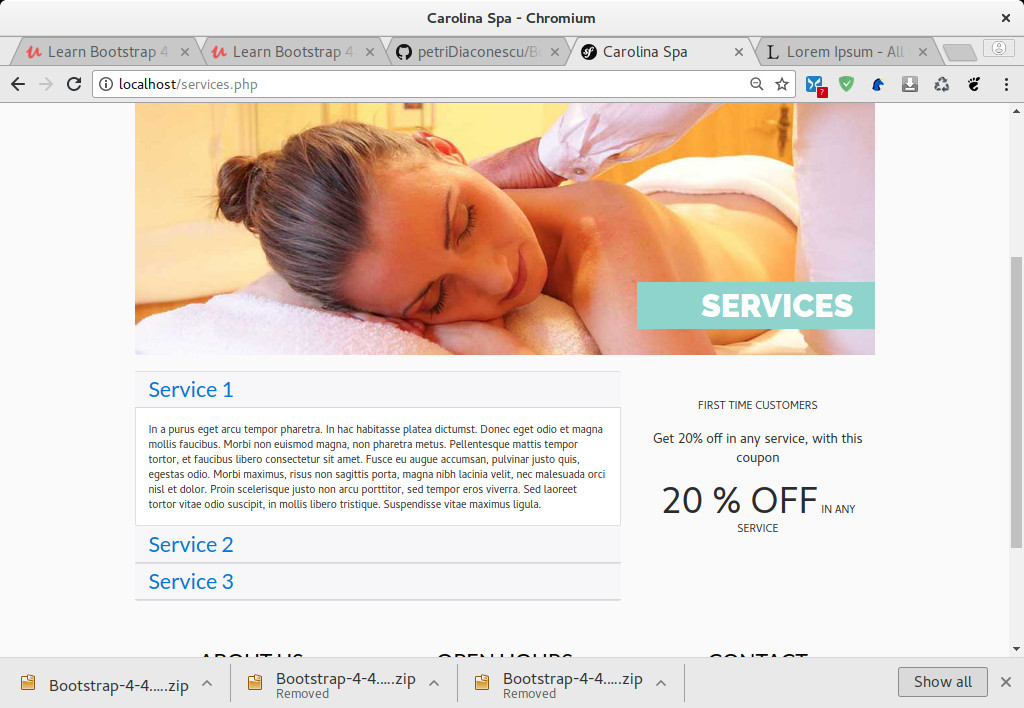 Carolina Spa - Chromium
Learn Bootstrap 4
Learn Bootstrap 4
petriDiaconescu/B
Carolina Spa
Lorem Ipsum - All
localhost/services.php
SERVICES
Service 1
In a purus eget arcu tempor pharetra. In hac habitasse platea dictumst. Donec eget odio et magna
mollis faucibus. Morbi non euismod magna, non pharetra metus. Pellentesque mattis tempor
tortor, et faucibus libero consectetur sit amet. Fusce eu augue accumsan, pulvinar justo quis,
egestas odio. Morbi maximus, risus non sagittis porta, magna nibh lacinia velit, nec malesuada orci
nisl et dolor. Proin scelerisque justo non arcu porttitor, sed tempor eros viverra. Sed laoreet
tortor vitae odio suscipit, in mollis libero tristique. Suspendisse vitae maximus ligula.
Service 2
Service 3
FIRST TIME CUSTOMERS
Get 20% off in any service, with this
coupon
20 % OFF IN ANY
SERVICE
ABOUT US
OPEN HOURS
CONTACT
Bootstrap-4-4.....zip
Bootstrap-4-4.....zip
Removed
Bootstrap-4-4.....zip
Removed
Show all